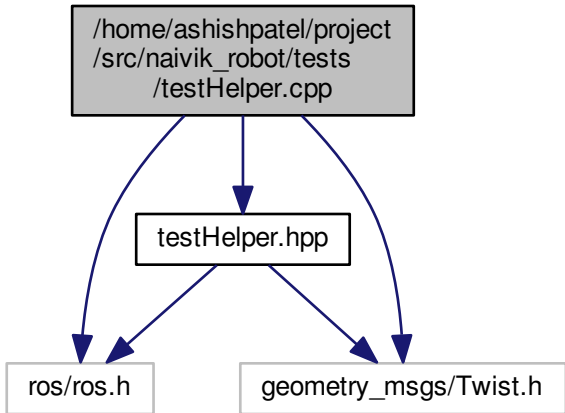 /home/ashishpatel/project
/src/naivik_robot/tests
/testHelper.cpp
testHelper.hpp
ros/ros.h
geometry_msgs/Twist.h